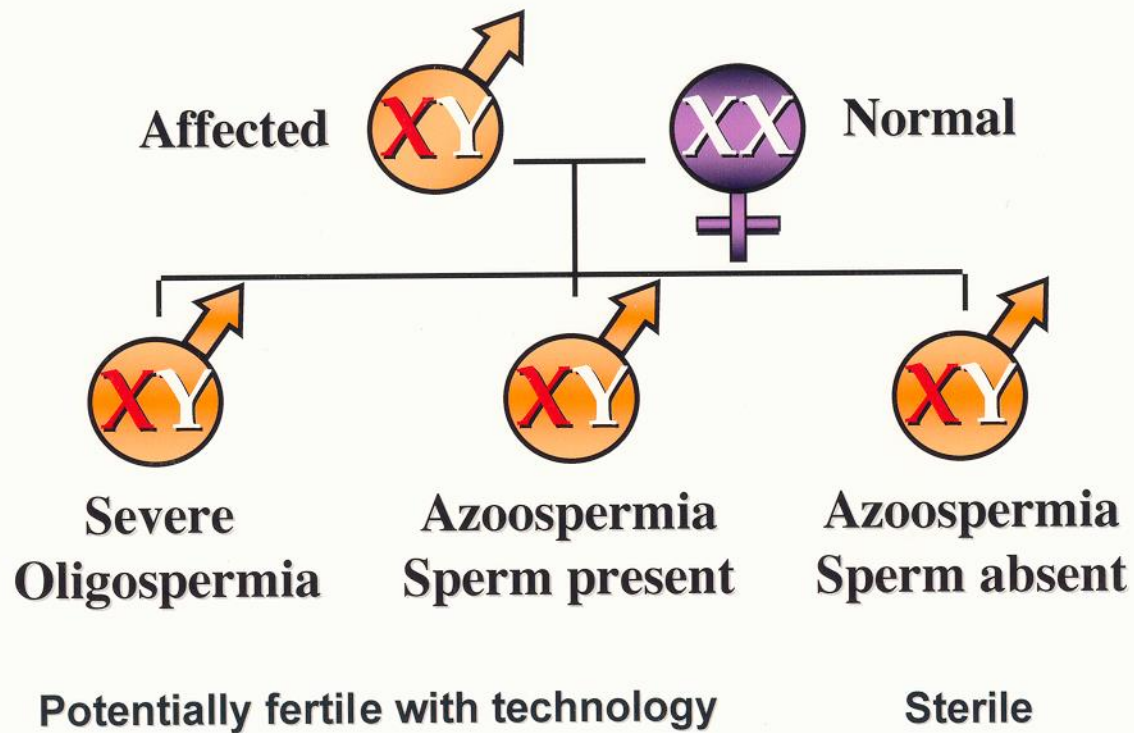 Affected XY XX Normal
XY XY XY
Severe Azoospermia Azoospermia
Oligospermia Sperm present Sperm absent
Potentially fertile with technology Sterile